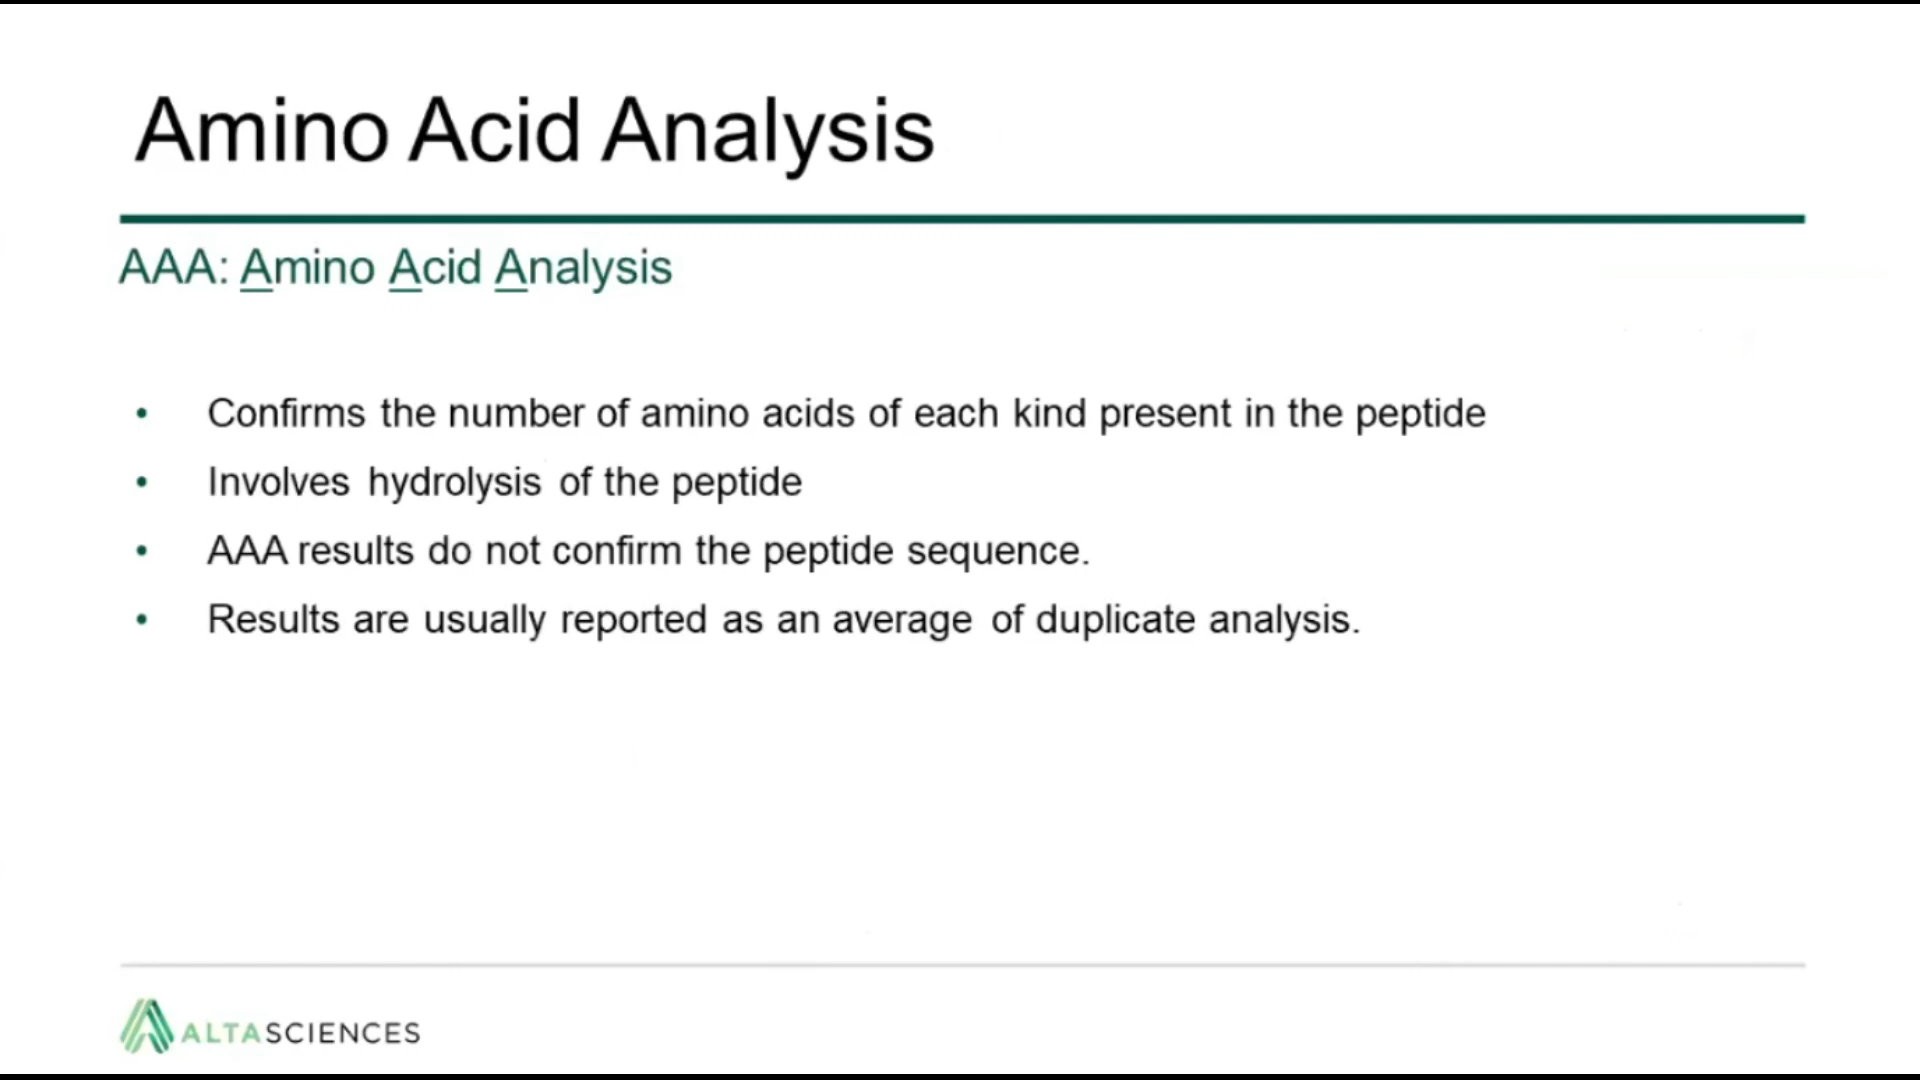 Amino Acid Analysis
AAA: Amino Acid Analysis
• Confirms the number of amino acids of each kind present in the peptide
• Involves hydrolysis of the peptide
• AAA results do not confirm the peptide sequence.
• Results are usually reported as an average of duplicate analysis.
ALTASCIENCES